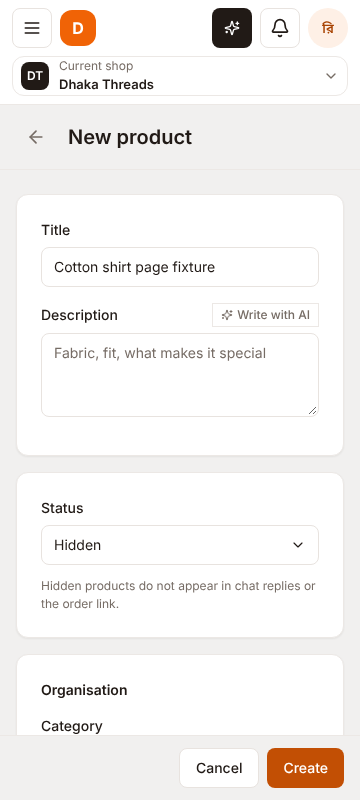 D
রি
DT
Current shop
Dhaka Threads
New product
Title
Cotton shirt page fixture
Description
Write with AI
Fabric, fit, what makes it special
Status
Hidden
Hidden products do not appear in chat replies or
the order link.
Organisation
Category
Cancel
Create